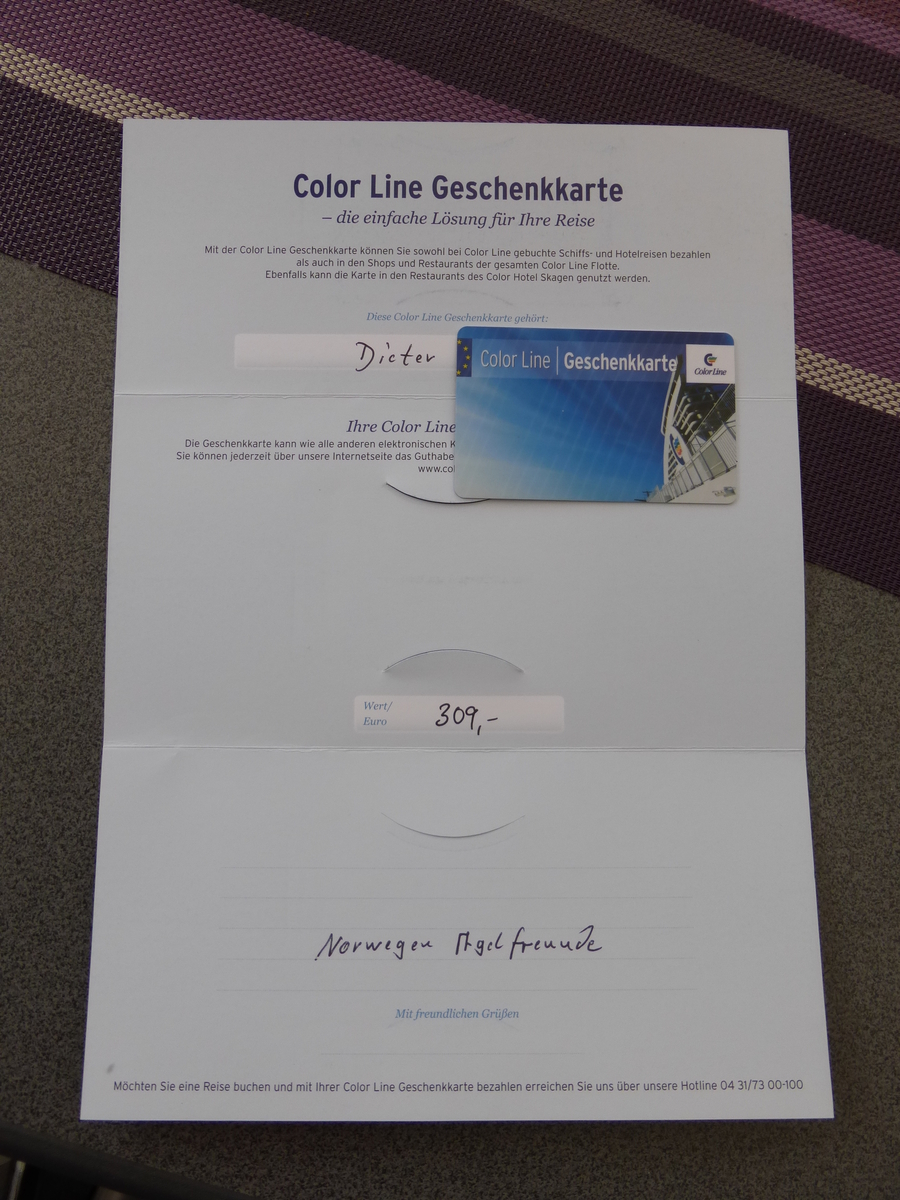 Color Line Geschenkkarte
– die einfache Lösung für Ihre Reise
Mit der Color Line Geschenkkarte können Sie sowohl bei Color Line gebuchte Schiffs- und Hotelreisen bezahlen
als auch in den Shops und Restaurants der gesamten Color Line Flotte.
Ebenfalls kann die Karte in den Restaurants des Color Hotel Skagen genutzt werden.
Diese Color Line Geschenkkarte gehört:
Dieter
Color Line | Geschenkkarte
Color Line
Ihre Color Line
Die Geschenkkarte kann wie alle anderen elektronischen K
Sie können jederzeit über unsere Internetseite das Guthabe
www.col
Wert/
Euro
309,-
Norwegen Agelfreunde
Mit freundlichen Grüßen
Möchten Sie eine Reise buchen und mit Ihrer Color Line Geschenkkarte bezahlen erreichen Sie uns über unsere Hotline 04 31/73 00-100